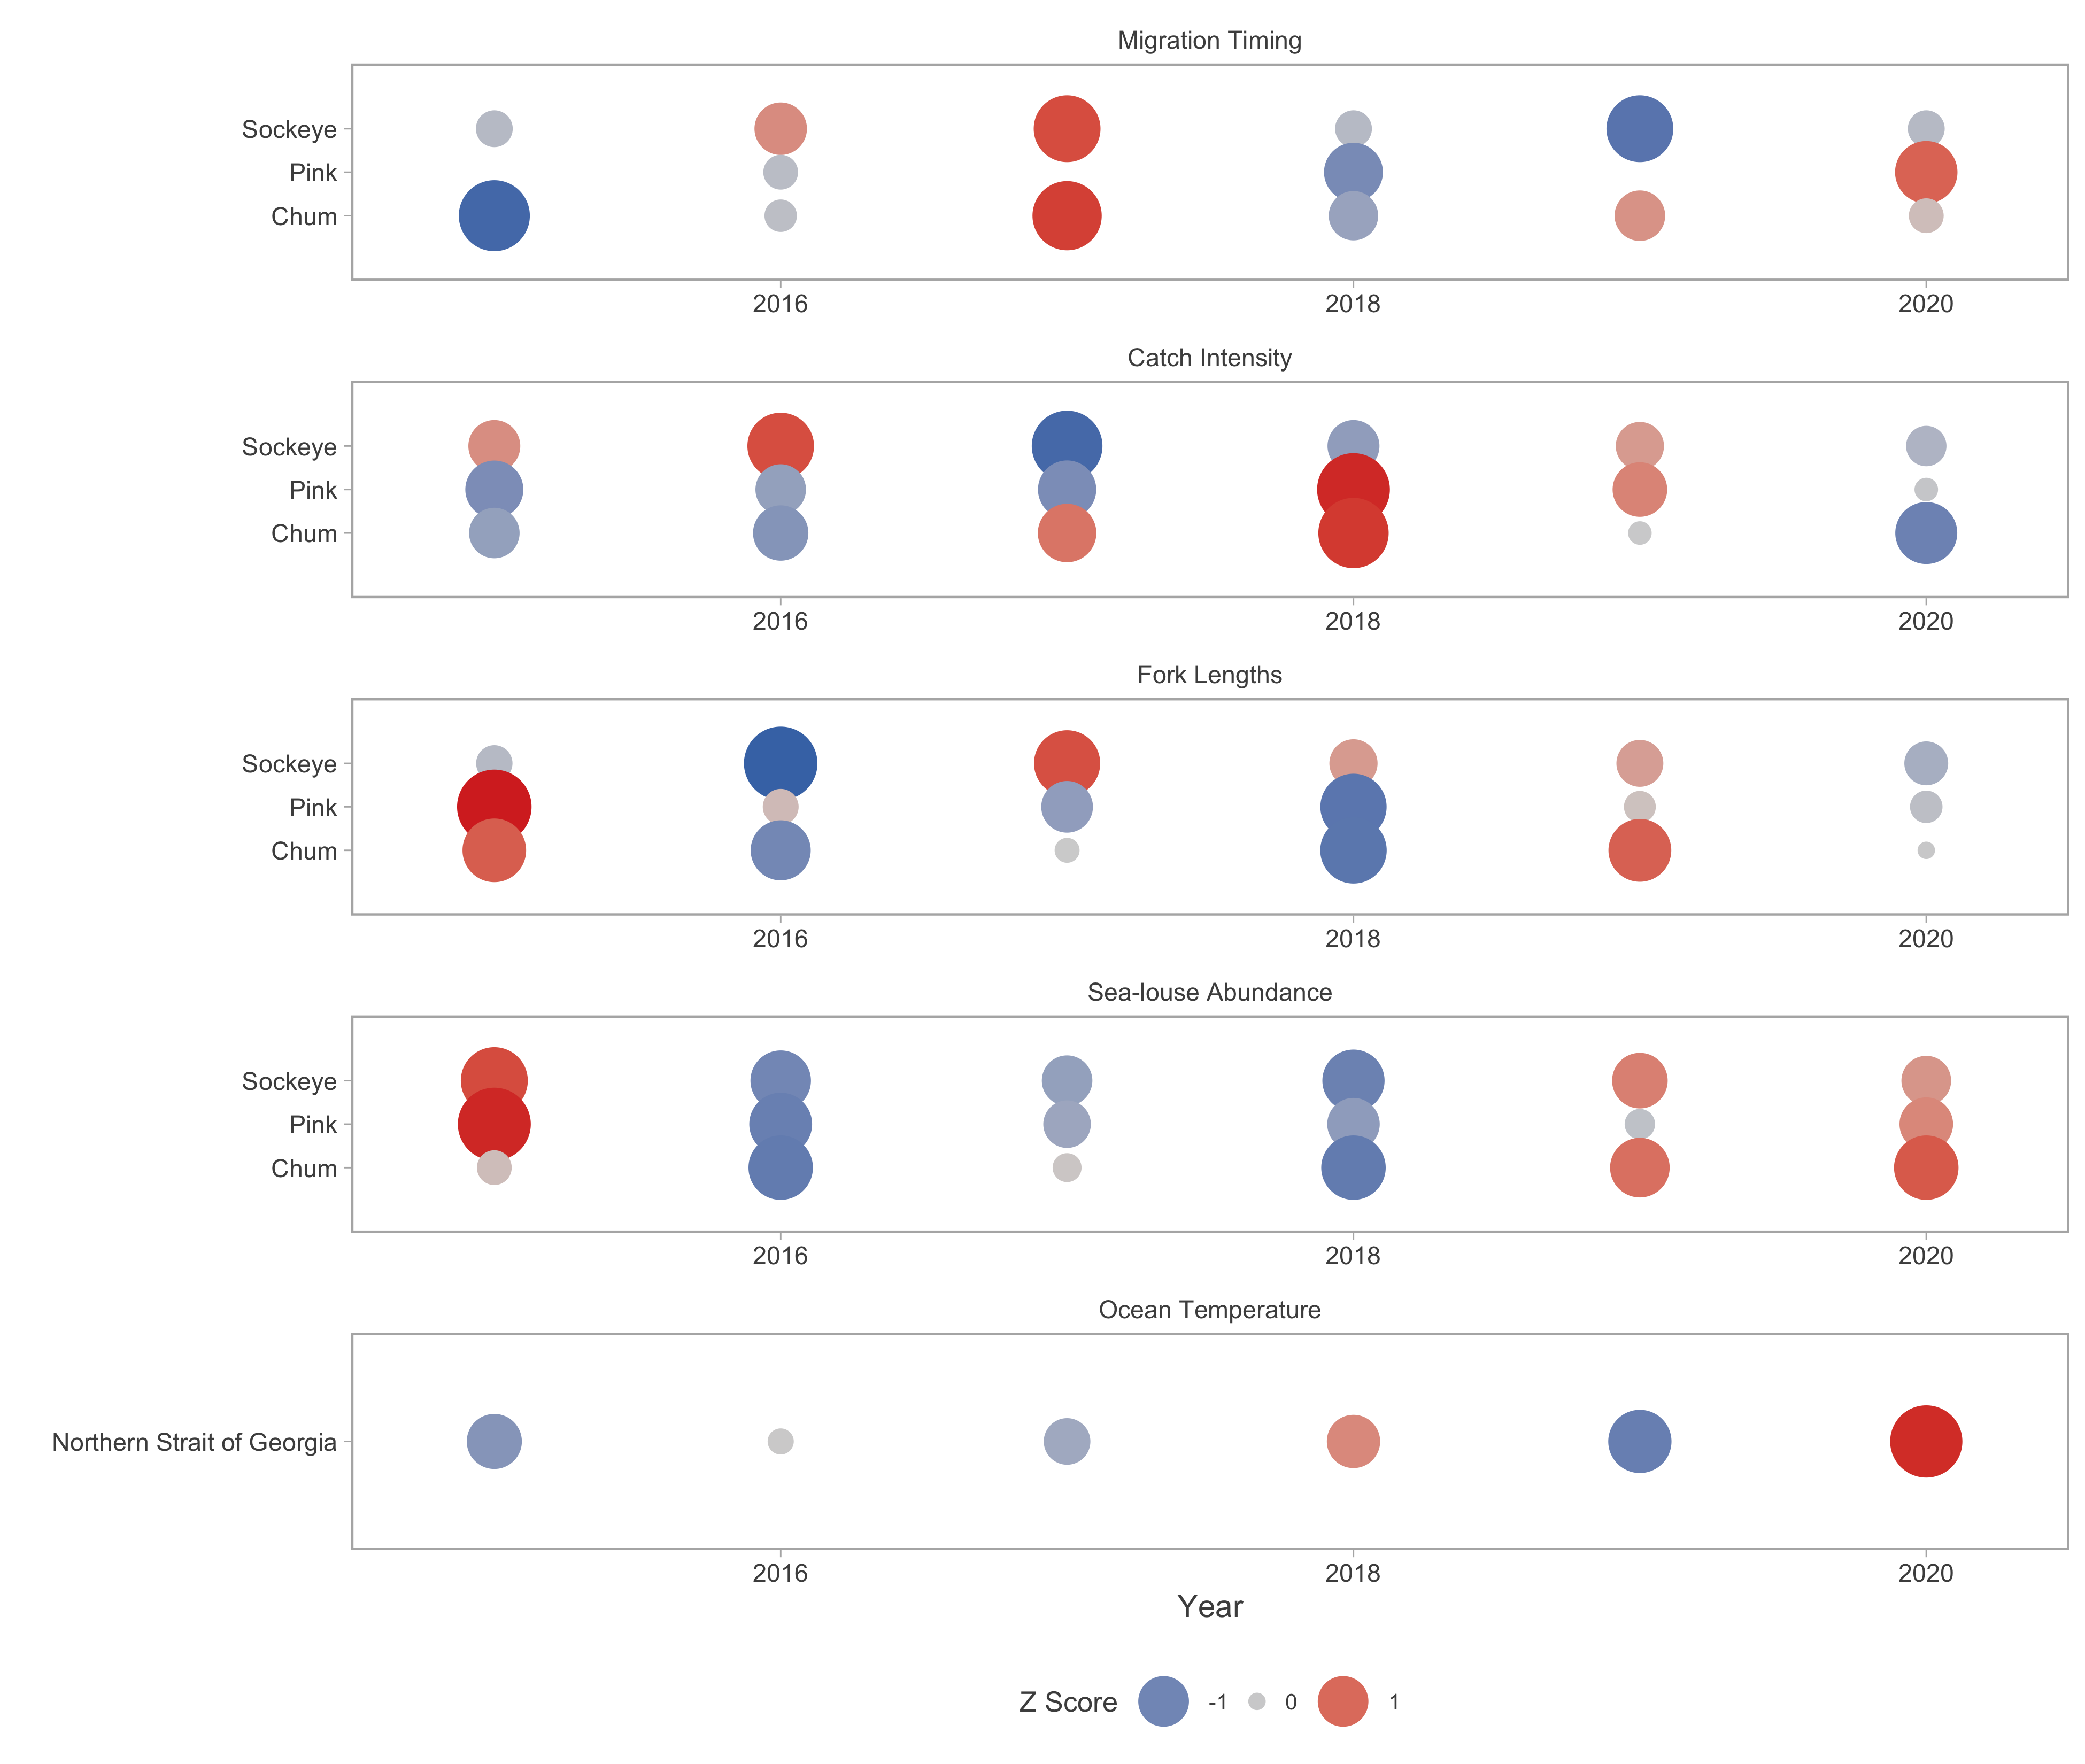 Migration Timing
Sockeye
Pink
Chum
2016 2018 2020
Catch Intensity
Sockeye
Pink
Chum
2016 2018 2020
Fork Lengths
Sockeye
Pink
Chum
2016 2018 2020
Sea-louse Abundance
Sockeye
Pink
Chum
2016 2018 2020
Ocean Temperature
Northern Strait of Georgia
2016 2018 2020
Year
Z Score -1 0 1